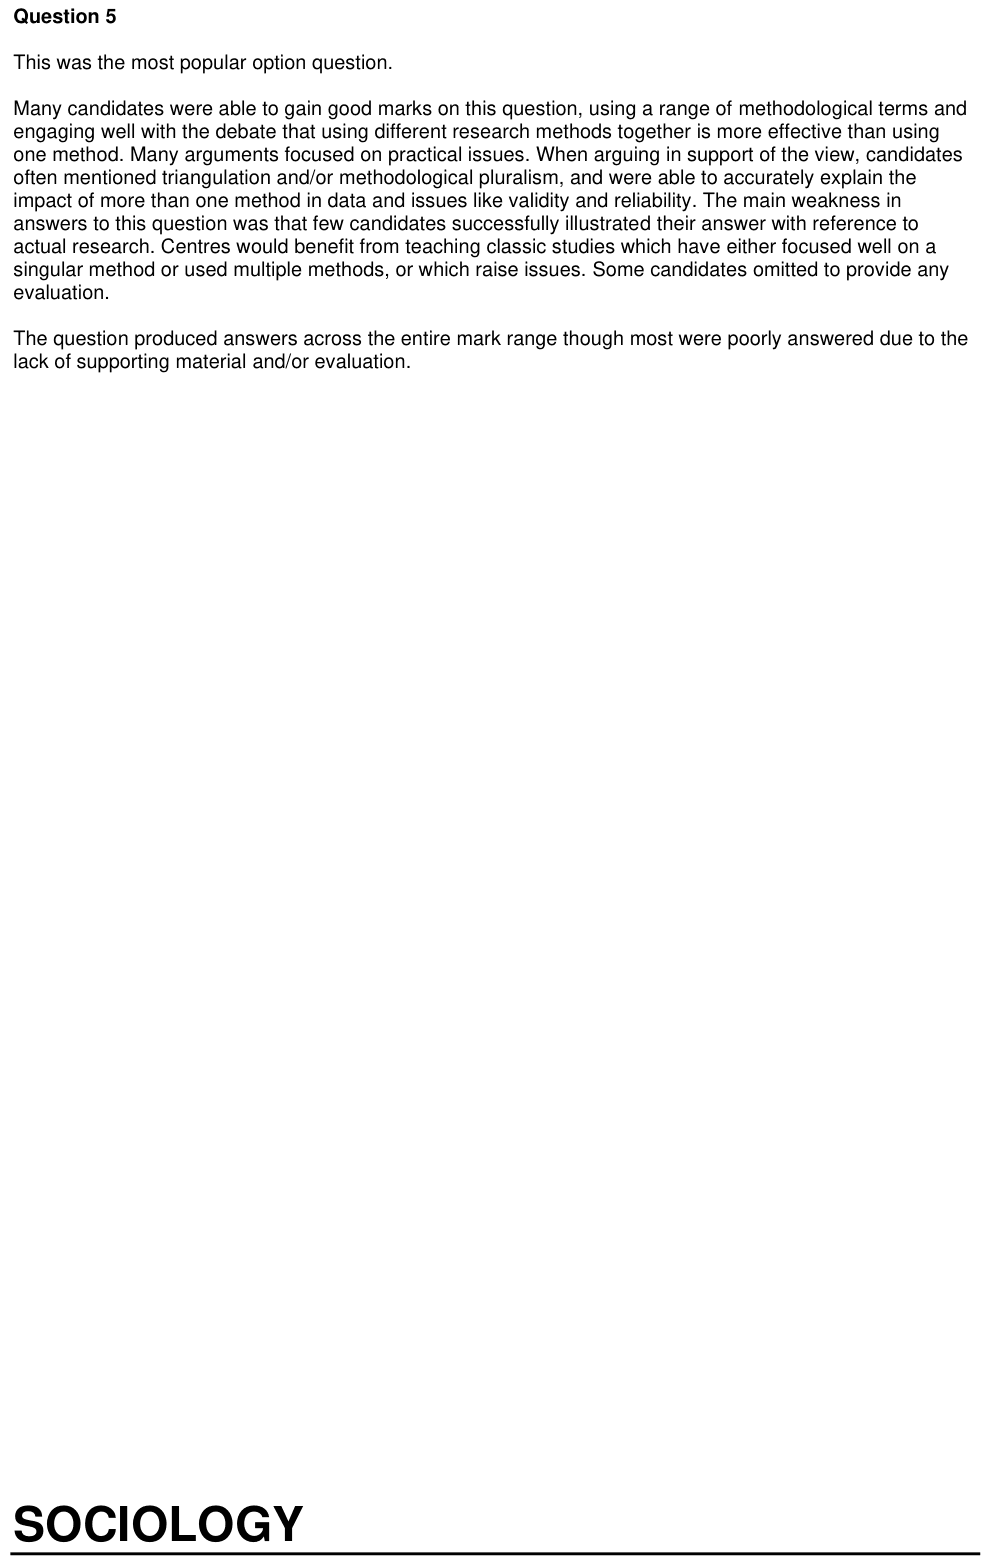 Question 5
This was the most popular option question.
Many candidates were able to gain good marks on this question, using a range of methodological terms and
engaging well with the debate that using different research methods together is more effective than using
one method. Many arguments focused on practical issues. When arguing in support of the view, candidates
often mentioned triangulation and/or methodological pluralism, and were able to accurately explain the
impact of more than one method in data and issues like validity and reliability. The main weakness in
answers to this question was that few candidates successfully illustrated their answer with reference to
actual research. Centres would benefit from teaching classic studies which have either focused well on a
singular method or used multiple methods, or which raise issues. Some candidates omitted to provide any
evaluation.
The question produced answers across the entire mark range though most were poorly answered due to the
lack of supporting material and/or evaluation.
SOCIOLOGY